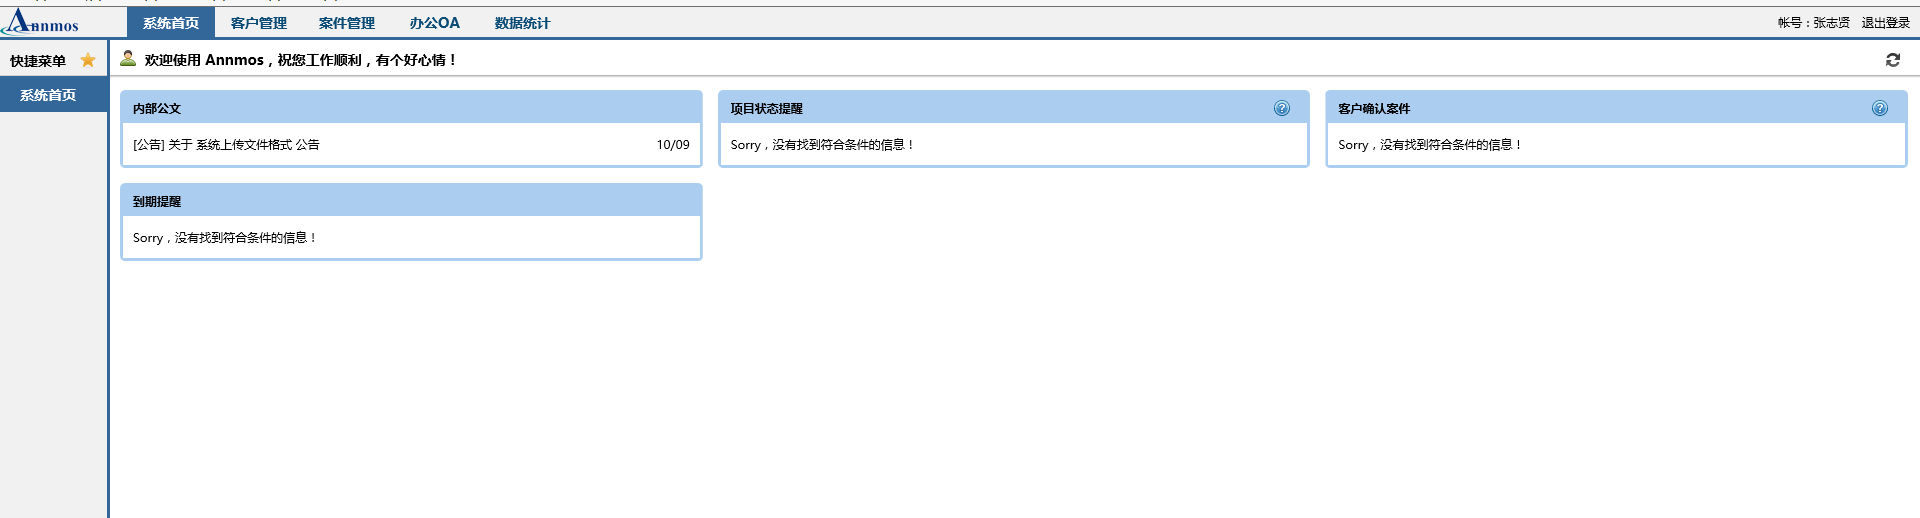 Annmos
系统首页 客户管理 案件管理 办公OA 数据统计
帐号：张志贤 退出登录
快捷菜单
系统首页
欢迎使用 Annmos，祝您工作顺利，有个好心情！
内部公文
[公告] 关于 系统上传文件格式 公告 10/09
项目状态提醒
Sorry，没有找到符合条件的信息！
客户确认案件
Sorry，没有找到符合条件的信息！
到期提醒
Sorry，没有找到符合条件的信息！